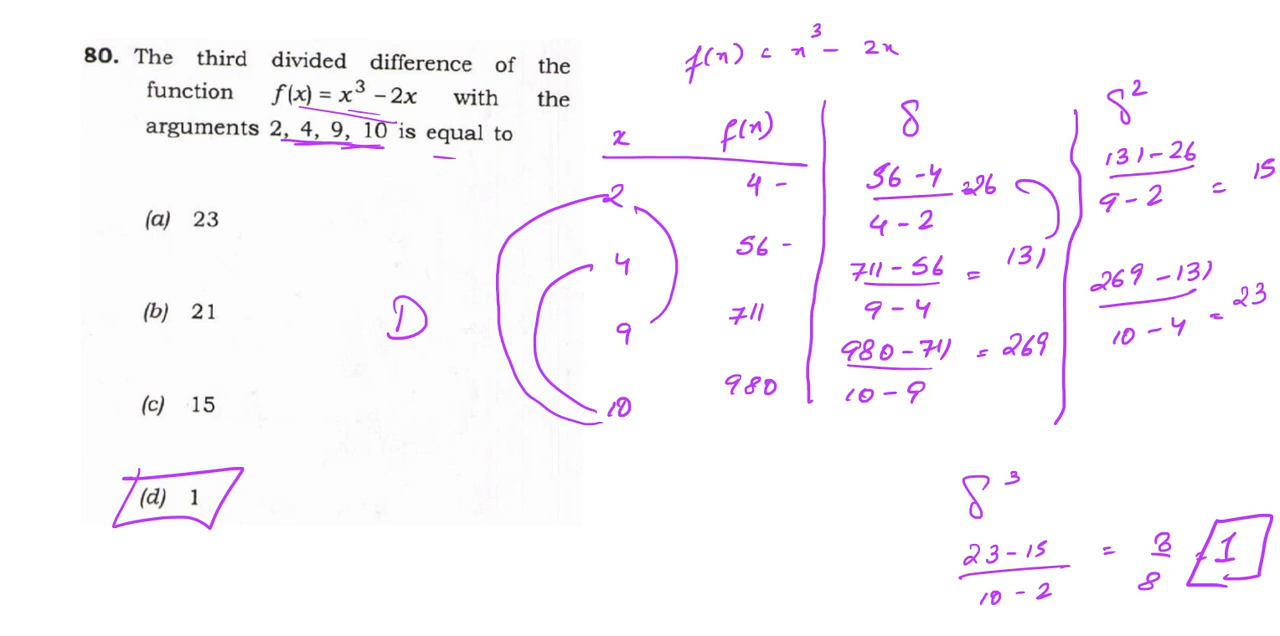 80. The third divided difference of the
function f(x) = x³ – 2x with the
arguments 2, 4, 9, 10 is equal to
(a) 23
(b) 21
(c) 15
(d) 1
D
f(n) = n³ – 2x
x f(n) δ δ²
2 4 – 56 – 4 / 4 – 2 = 26 131 – 26 / 9 – 2 = 15
4 56 – 711 – 56 / 9 – 4 = 131 269 – 131 / 10 – 4 = 23
9 711 980 – 711 / 10 – 9 = 269
10 980
δ³
23 – 15 / 10 – 2 = 8 / 8 = 1